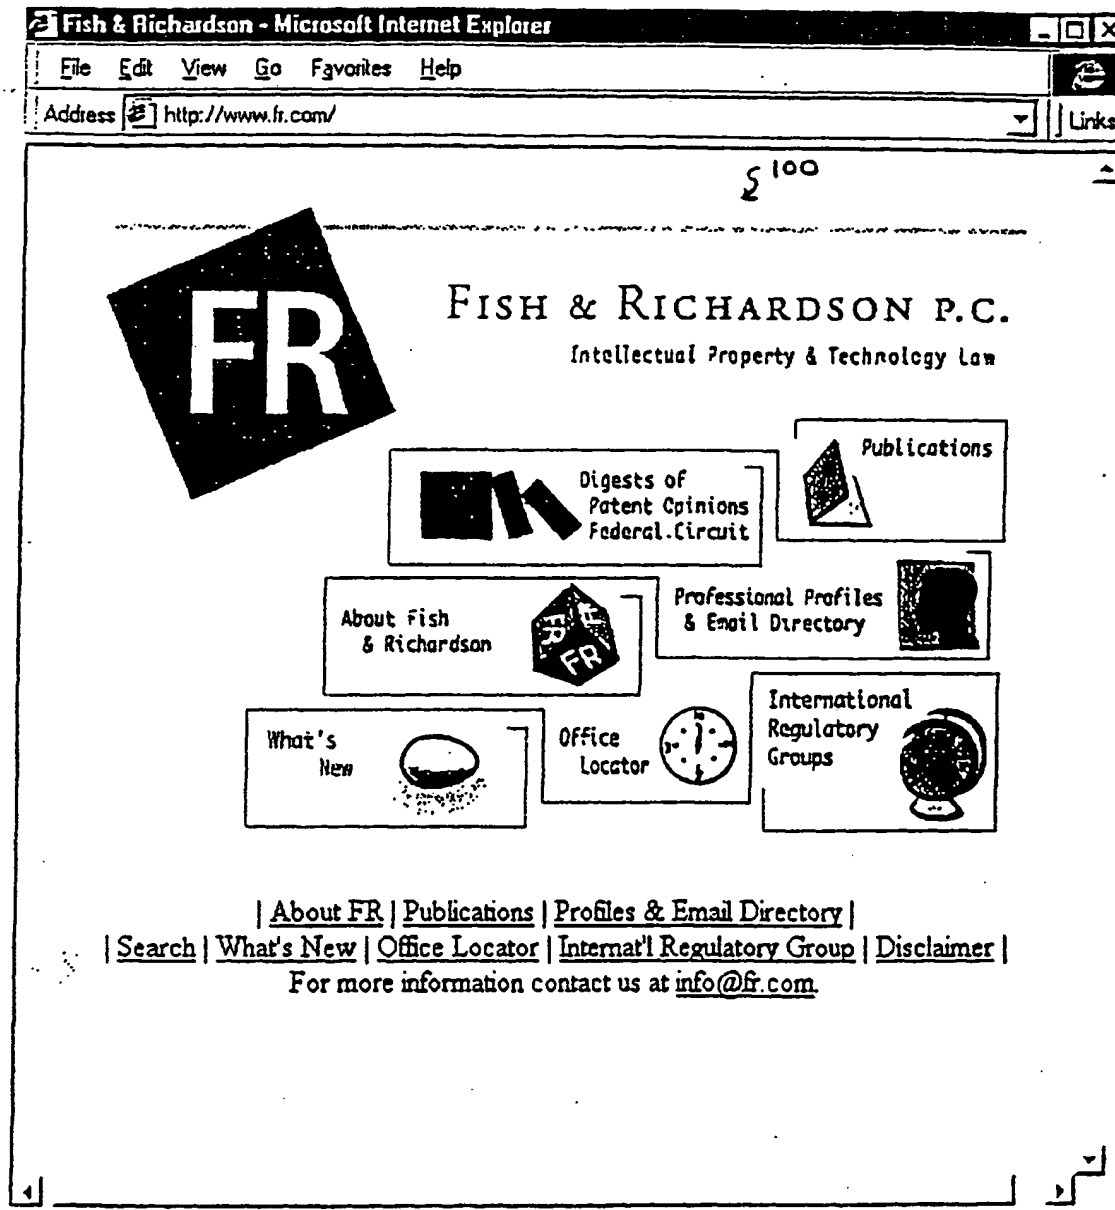 Fish & Richardson - Microsoft Internet Explorer
File Edit View Go Favorites Help
Address http://www.fr.com/ Links
100
FR
FISH & RICHARDSON P.C.
Intellectual Property & Technology Law
Publications
Digests of
Patent Opinions
Federal Circuit
Professional Profiles
& Email Directory
About Fish
& Richardson
FR
FR
International
Regulatory
Groups
What's
New
Office
Locator
| About FR | Publications | Profiles & Email Directory |
| Search | What's New | Office Locator | Internat'l Regulatory Group | Disclaimer |
For more information contact us at info@fr.com.